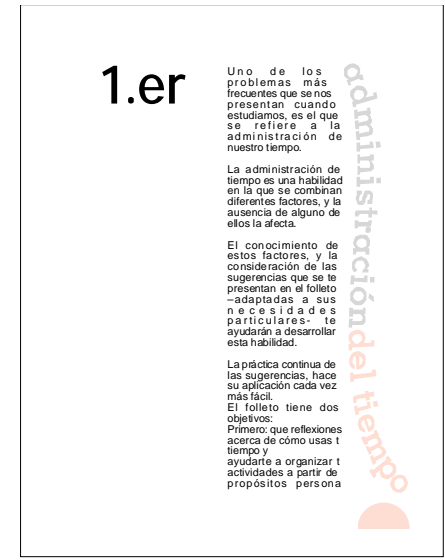 1.er
Uno de los
problemas más
frecuentes que se nos
presentan cuando
estudiamos, es el que
se refiere a la
administración de
nuestro tiempo.
La administración de
tiempo es una habilidad
en la que se combinan
diferentes factores, y la
ausencia de alguno de
ellos la afecta.
El conocimiento de
estos factores, y la
consideración de las
sugerencias que se te
presentan en el folleto
–adaptadas a sus
necesidades
particulares- te
ayudarán a desarrollar
esta habilidad.
La práctica continua de
las sugerencias, hace
su aplicación cada vez
más fácil.
El folleto tiene dos
objetivos:
Primero: que reflexiones
acerca de cómo usas t
tiempo y
ayudarte a organizar t
actividades a partir de
propósitos persona
administracióndel tiempo